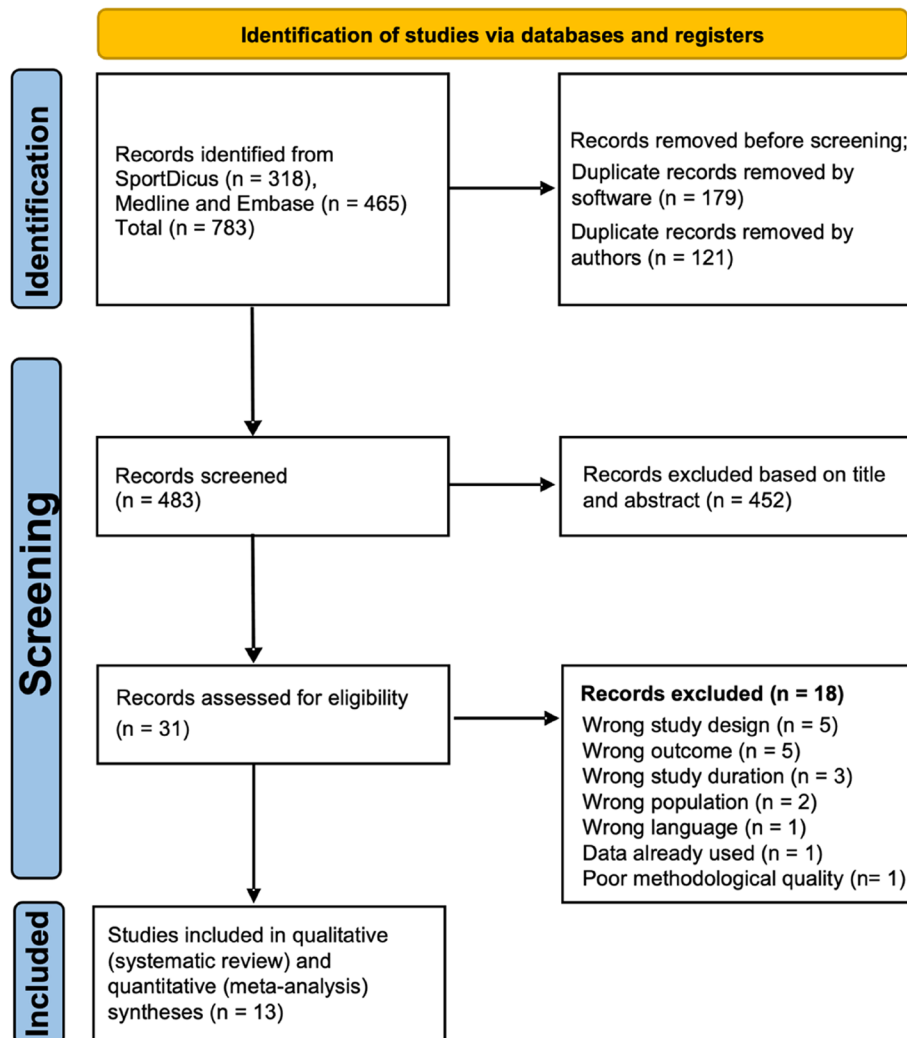 Identification of studies via databases and registers
Identification
Records identified from
SportDicus (n = 318),
Medline and Embase (n = 465)
Total (n = 783)
Records removed before screening;
Duplicate records removed by
software (n = 179)
Duplicate records removed by
authors (n = 121)
Screening
Records screened
(n = 483)
Records excluded based on title
and abstract (n = 452)
Records assessed for eligibility
(n = 31)
Records excluded (n = 18)
Wrong study design (n = 5)
Wrong outcome (n = 5)
Wrong study duration (n = 3)
Wrong population (n = 2)
Wrong language (n = 1)
Data already used (n = 1)
Poor methodological quality (n= 1)
Included
Studies included in qualitative
(systematic review) and
quantitative (meta-analysis)
syntheses (n = 13)